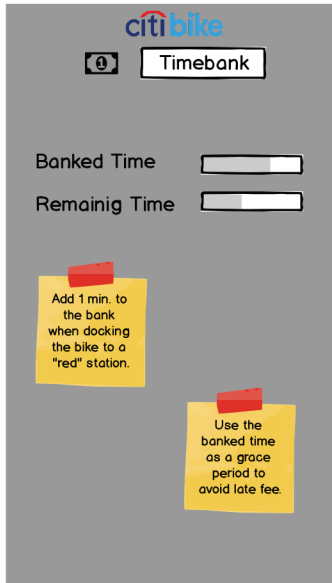 citibike
1 Timebank
Banked Time
Remainig Time
Add 1 min. to
the bank
when docking
the bike to a
"red" station.
Use the
banked time
as a grace
period to
avoid late fee.